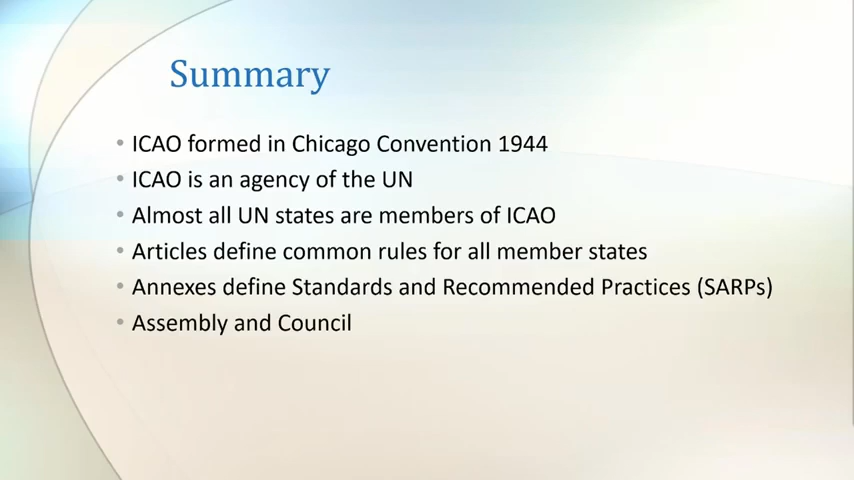 Summary
• ICAO formed in Chicago Convention 1944
• ICAO is an agency of the UN
• Almost all UN states are members of ICAO
• Articles define common rules for all member states
• Annexes define Standards and Recommended Practices (SARPs)
• Assembly and Council